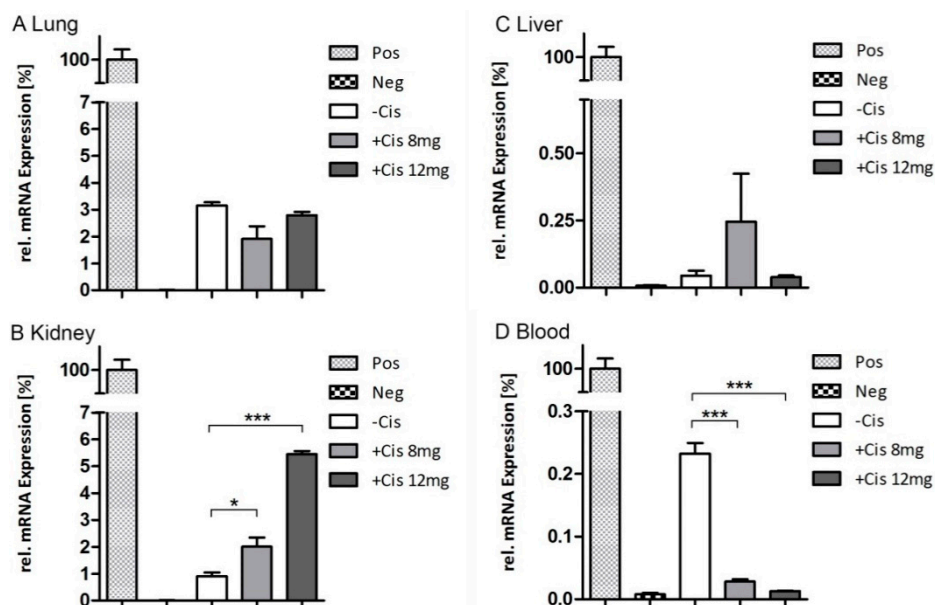 A Lung
rel. mRNA Expression [%]
100
7
6
5
4
3
2
1
0
Pos
Neg
-Cis
+Cis 8mg
+Cis 12mg
C Liver
rel. mRNA Expression [%]
100
0.50
0.25
0.00
Pos
Neg
-Cis
+Cis 8mg
+Cis 12mg
B Kidney
rel. mRNA Expression [%]
100
7
6
5
4
3
2
1
0
***
*
Pos
Neg
-Cis
+Cis 8mg
+Cis 12mg
D Blood
rel. mRNA Expression [%]
100
0.3
0.2
0.1
0.0
***
***
Pos
Neg
-Cis
+Cis 8mg
+Cis 12mg